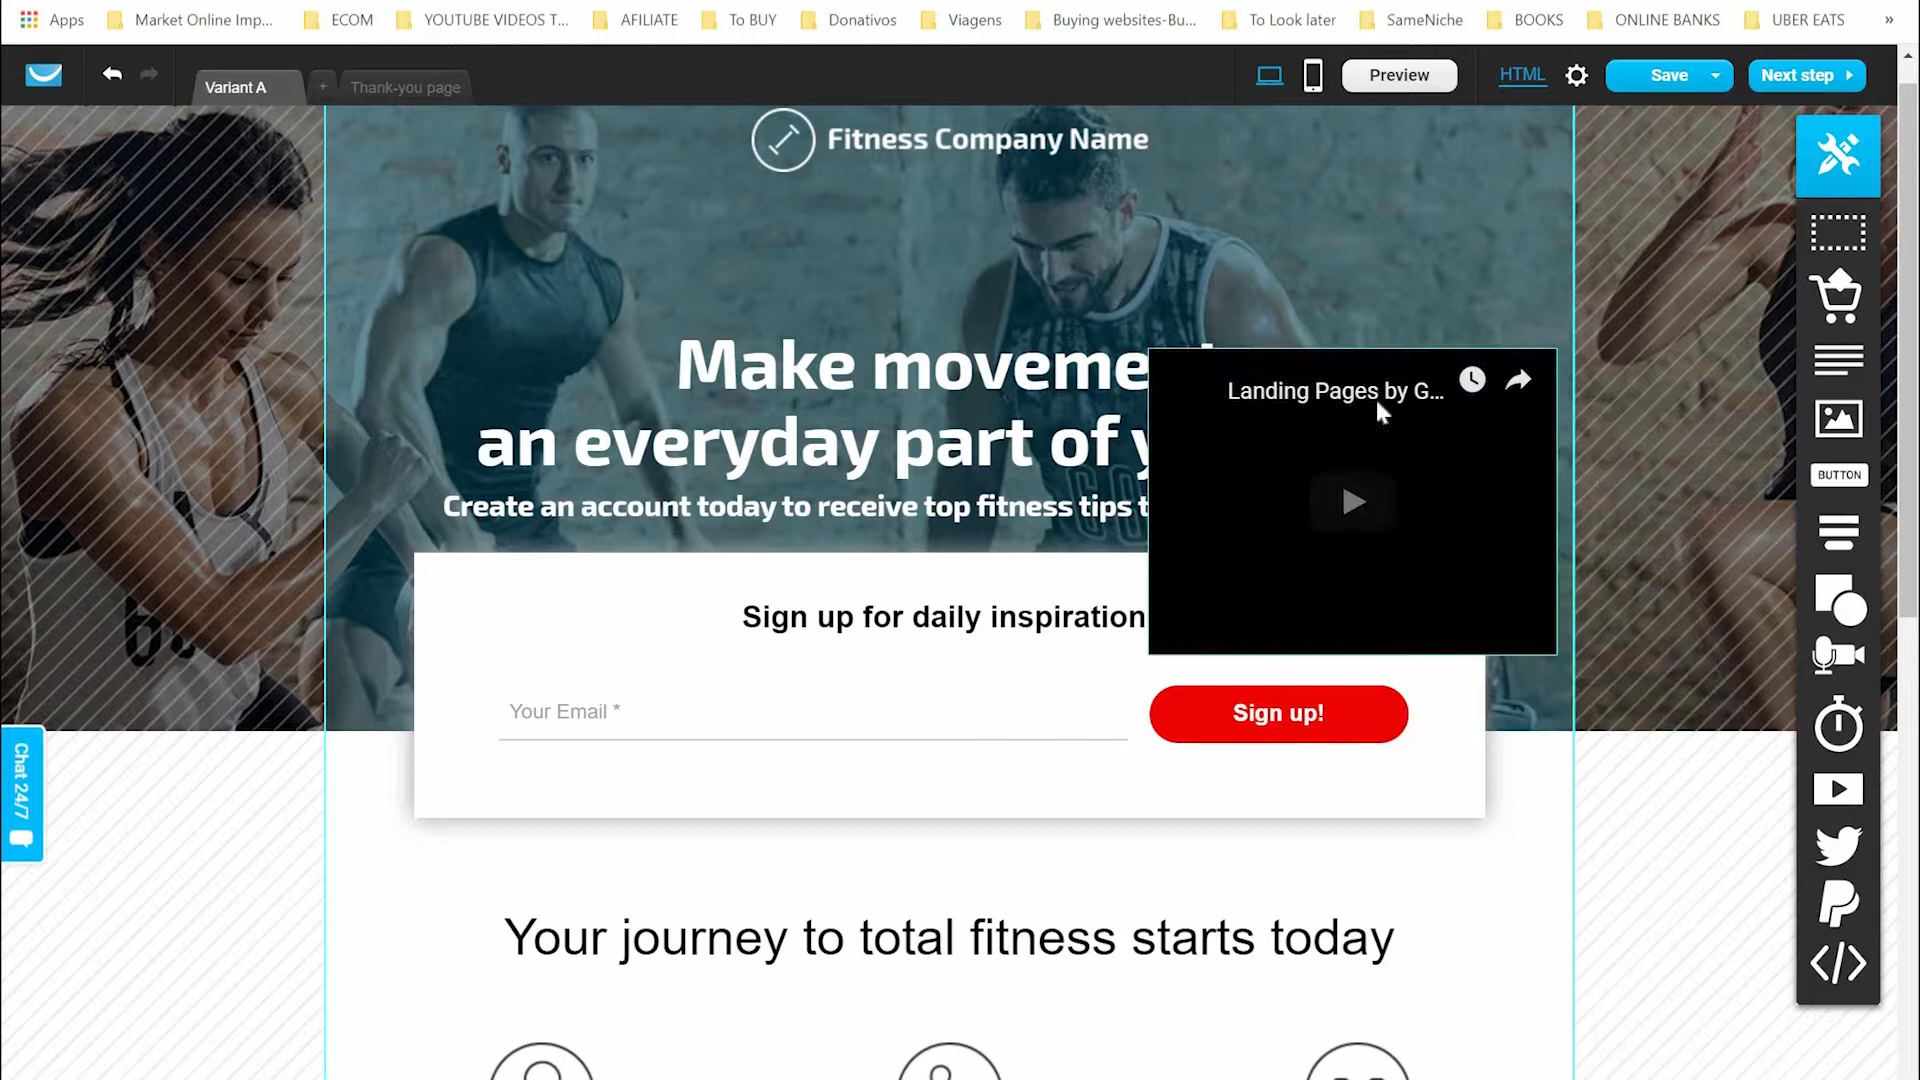 Apps
Market Online Imp...
ECOM
YOUTUBE VIDEOS T...
AFILIATE
To BUY
Donativos
Viagens
Buying websites-Bu...
To Look later
SameNiche
BOOKS
ONLINE BANKS
UBER EATS
»
Variant A
+
Thank-you page
Preview
HTML
Save
Next step
Fitness Company Name
Make moveme
an everyday part of y
Create an account today to receive top fitness tips t
Landing Pages by G...
BUTTON
Sign up for daily inspiration
Your Email *
Sign up!
Chat 24/7
Your journey to total fitness starts today